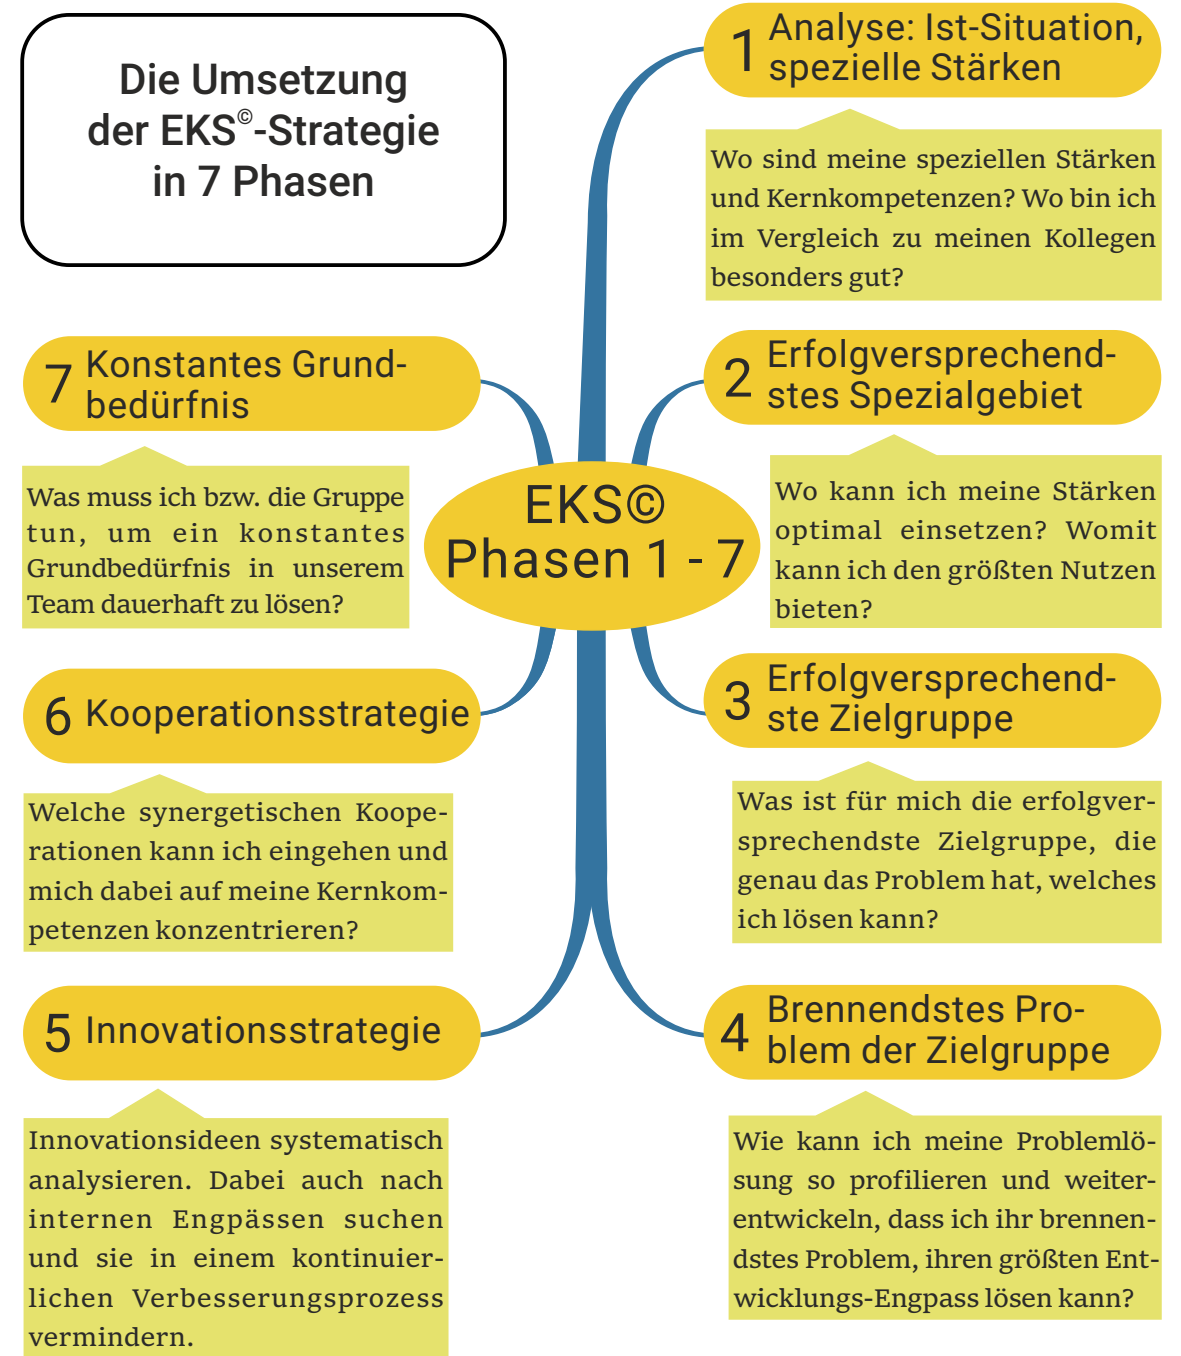 Die Umsetzung
der EKS©-Strategie
in 7 Phasen
1 Analyse: Ist-Situation,
spezielle Stärken
Wo sind meine speziellen Stärken
und Kernkompetenzen? Wo bin ich
im Vergleich zu meinen Kollegen
besonders gut?
2 Erfolgversprechend-
stes Spezialgebiet
Wo kann ich meine Stärken
optimal einsetzen? Womit
kann ich den größten Nutzen
bieten?
3 Erfolgversprechend-
ste Zielgruppe
Was ist für mich die erfolgver-
sprechendste Zielgruppe, die
genau das Problem hat, welches
ich lösen kann?
4 Brennendstes Pro-
blem der Zielgruppe
Wie kann ich meine Problemlö-
sung so profilieren und weiter-
entwickeln, dass ich ihr brennen-
dstes Problem, ihren größten Ent-
wicklungs-Engpass lösen kann?
5 Innovationsstrategie
Innovationsideen systematisch
analysieren. Dabei auch nach
internen Engpässen suchen
und sie in einem kontinuier-
lichen Verbesserungsprozess
vermindern.
6 Kooperationsstrategie
Welche synergetischen Koope-
rationen kann ich eingehen und
mich dabei auf meine Kernkom-
petenzen konzentrieren?
7 Konstantes Grund-
bedürfnis
Was muss ich bzw. die Gruppe
tun, um ein konstantes
Grundbedürfnis in unserem
Team dauerhaft zu lösen?
EKS©
Phasen 1 - 7